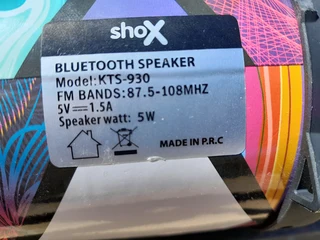 shoX
BLUETOOTH SPEAKER
Model:KTS-930
FM BANDS:87.5-108MHZ
5V⎓1.5A
Speaker watt: 5W
MADE IN P.R.C